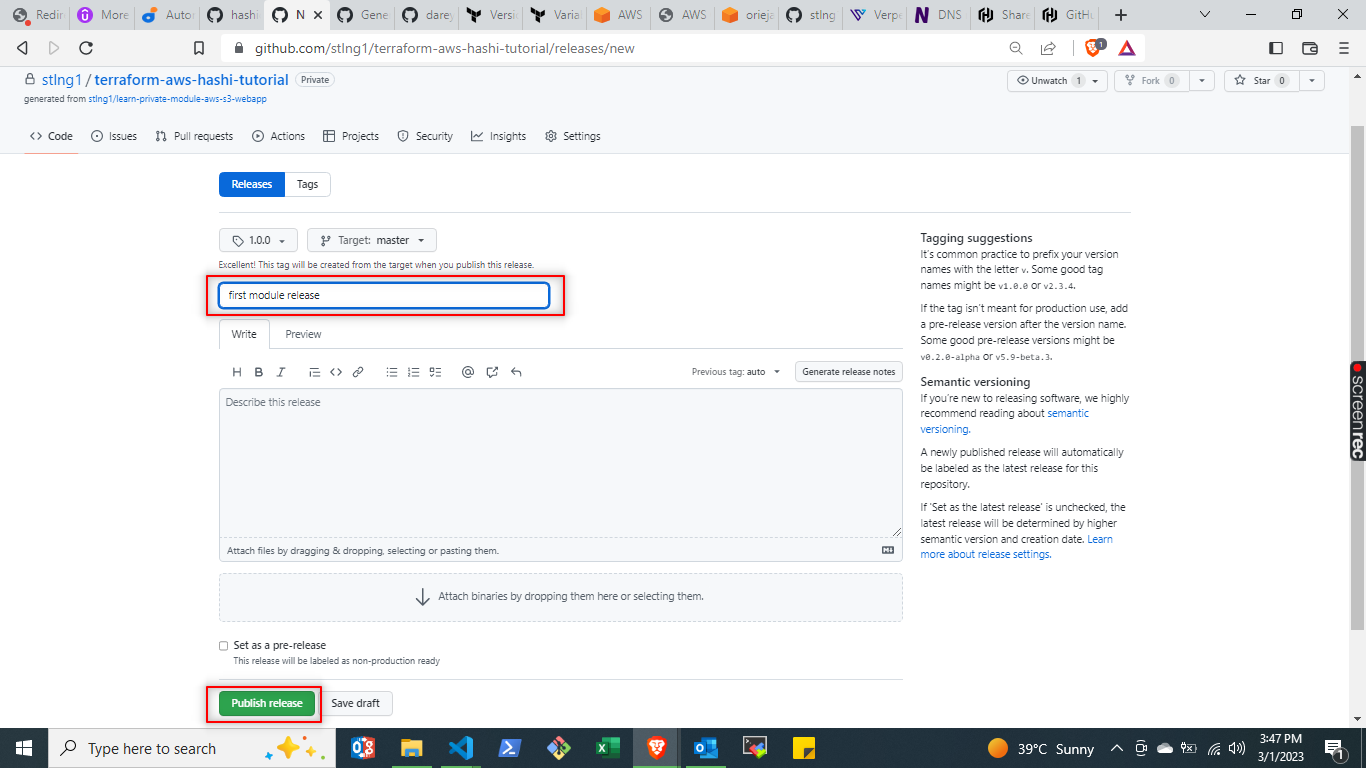 Redir
More
Autor
hashi
N
Gene
darey
Versi
Varia
AWS
AWS
orieja
stlng
Verpe
DNS
Share
GitHu
github.com/stlng1/terraform-aws-hashi-tutorial/releases/new
1
stlng1 / terraform-aws-hashi-tutorial Private
Unwatch 1 Fork 0 Star 0
generated from stlng1/learn-private-module-aws-s3-webapp
Code Issues Pull requests Actions Projects Security Insights Settings
Releases Tags
1.0.0 Target: master
Excellent! This tag will be created from the target when you publish this release.
first module release
Write Preview
H B I
Previous tag: auto Generate release notes
Describe this release
Attach files by dragging & dropping, selecting or pasting them.
Attach binaries by dropping them here or selecting them.
Set as a pre-release
This release will be labeled as non-production ready
Publish release Save draft
Tagging suggestions
It's common practice to prefix your version
names with the letter v. Some good tag
names might be v1.0.0 or v2.3.4.
If the tag isn't meant for production use, add
a pre-release version after the version name.
Some good pre-release versions might be
v0.2.0-alpha or v5.9-beta.3.
Semantic versioning
If you're new to releasing software, we highly
recommend reading about semantic
versioning.
A newly published release will automatically
be labeled as the latest release for this
repository.
If 'Set as the latest release' is unchecked, the
latest release will be determined by higher
semantic version and creation date. Learn
more about release settings.
screenrec
Type here to search
39°C Sunny
3:47 PM
3/1/2023
1